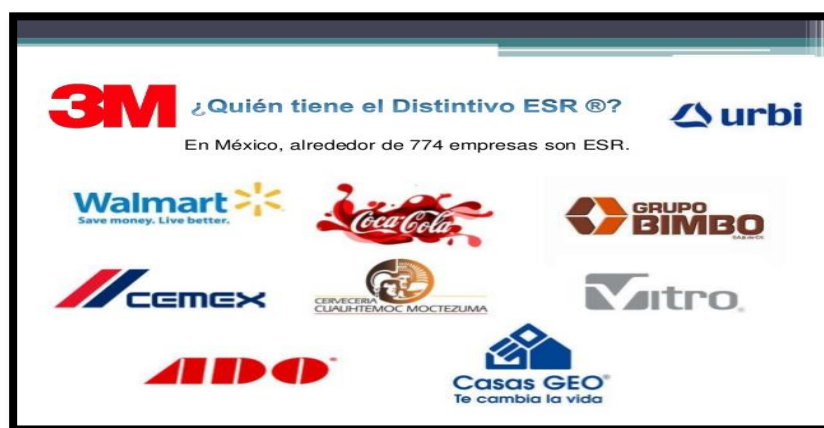 3M
¿Quién tiene el Distintivo ESR ®?
urbi
En México, alrededor de 774 empresas son ESR.
Walmart
Save money. Live better.
Coca-Cola
GRUPO
BIMBO
CEMEX
CERVECERIA
CUAUHTEMOC MOCTEZUMA
Vitro
ADO
Casas GEO®
Te cambia la vida